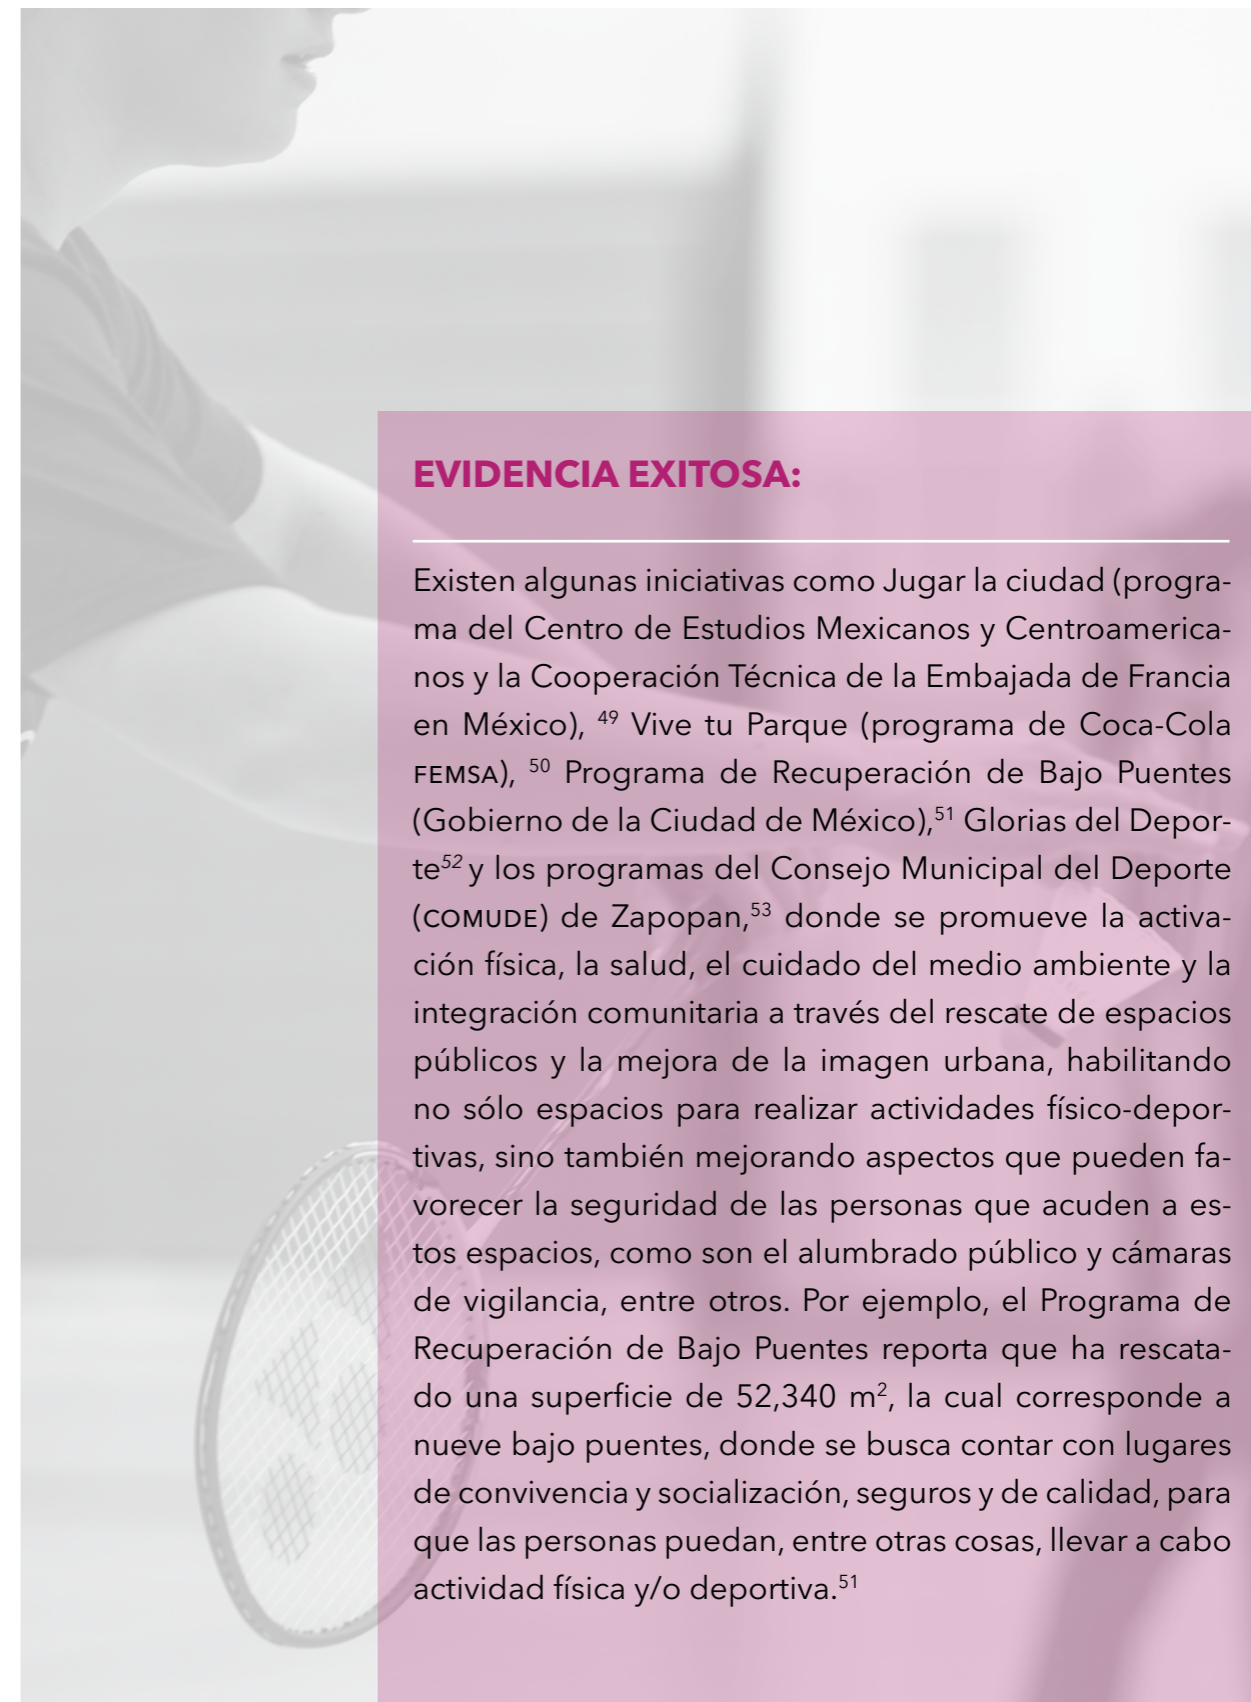 EVIDENCIA EXITOSA:
Existen algunas iniciativas como Jugar la ciudad (progra-
ma del Centro de Estudios Mexicanos y Centroamerica-
nos y la Cooperación Técnica de la Embajada de Francia
en México), ⁴⁹ Vive tu Parque (programa de Coca-Cola
FEMSA), ⁵⁰ Programa de Recuperación de Bajo Puentes
(Gobierno de la Ciudad de México),⁵¹ Glorias del Depor-
te⁵² y los programas del Consejo Municipal del Deporte
(COMUDE) de Zapopan,⁵³ donde se promueve la activa-
ción física, la salud, el cuidado del medio ambiente y la
integración comunitaria a través del rescate de espacios
públicos y la mejora de la imagen urbana, habilitando
no sólo espacios para realizar actividades físico-depor-
tivas, sino también mejorando aspectos que pueden fa-
vorecer la seguridad de las personas que acuden a es-
tos espacios, como son el alumbrado público y cámaras
de vigilancia, entre otros. Por ejemplo, el Programa de
Recuperación de Bajo Puentes reporta que ha rescata-
do una superficie de 52,340 m², la cual corresponde a
nueve bajo puentes, donde se busca contar con lugares
de convivencia y socialización, seguros y de calidad, para
que las personas puedan, entre otras cosas, llevar a cabo
actividad física y/o deportiva.⁵¹